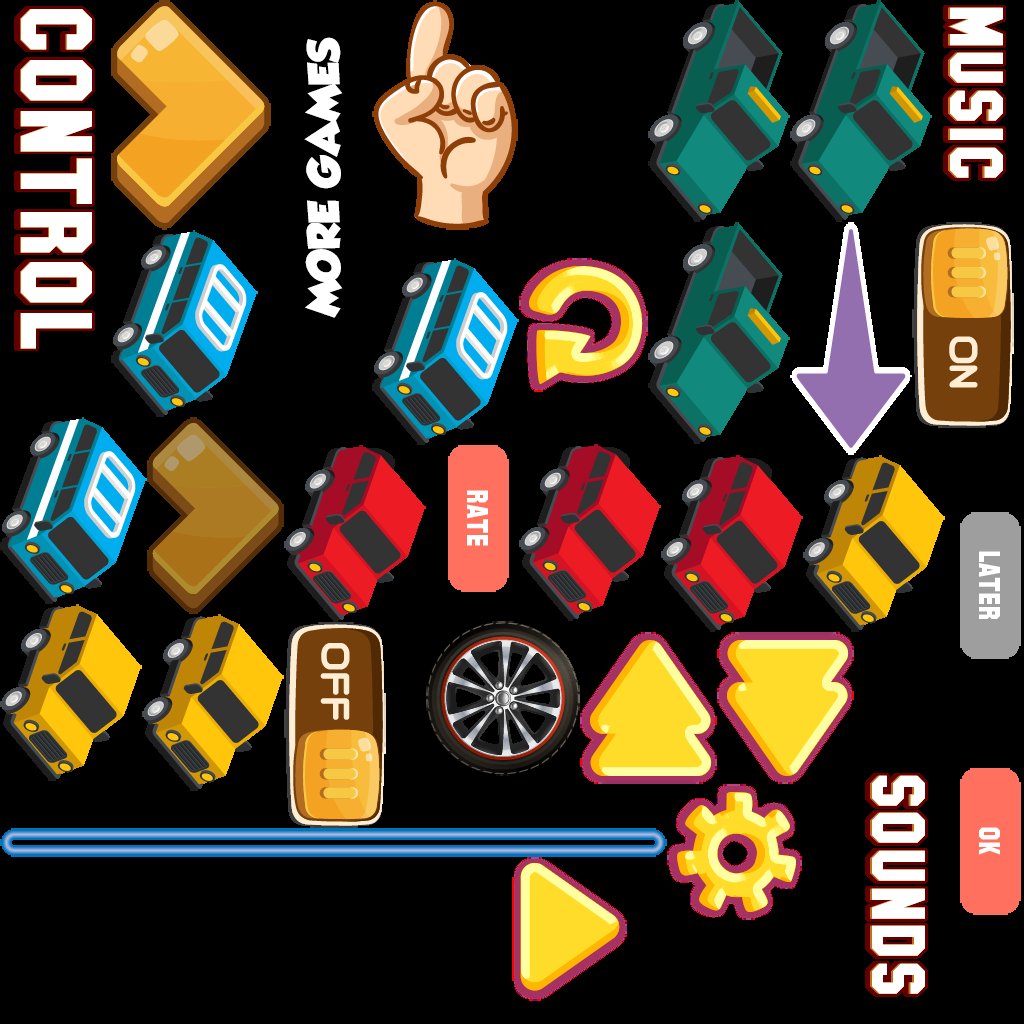 CONTROL
MORE GAMES
MUSIC
ON
RATE
LATER
OFF
SOUNDS
OK